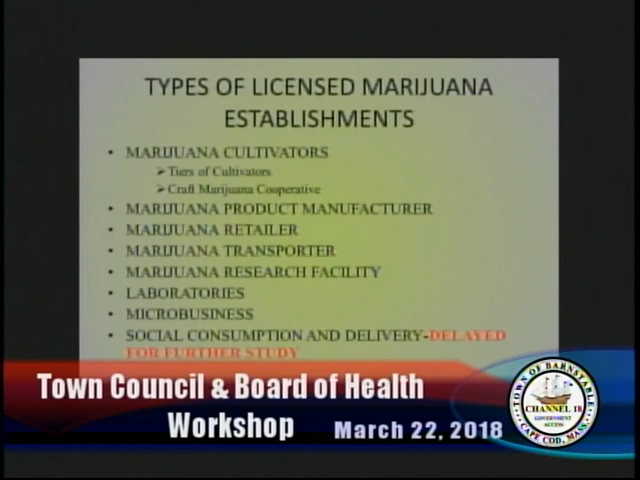 TYPES OF LICENSED MARIJUANA
ESTABLISHMENTS
• MARIJUANA CULTIVATORS
➢Tiers of Cultivators
➢Craft Marijuana Cooperative
• MARIJUANA PRODUCT MANUFACTURER
• MARIJUANA RETAILER
• MARIJUANA TRANSPORTER
• MARIJUANA RESEARCH FACILITY
• LABORATORIES
• MICROBUSINESS
• SOCIAL CONSUMPTION AND DELIVERY-DELAYED
FOR FURTHER STUDY
Town Council & Board of Health
Workshop
March 22, 2018
TOWN OF BARNSTABLE
CHANNEL 18
GOVERNMENT
ACCESS
CAPE COD, MASS.